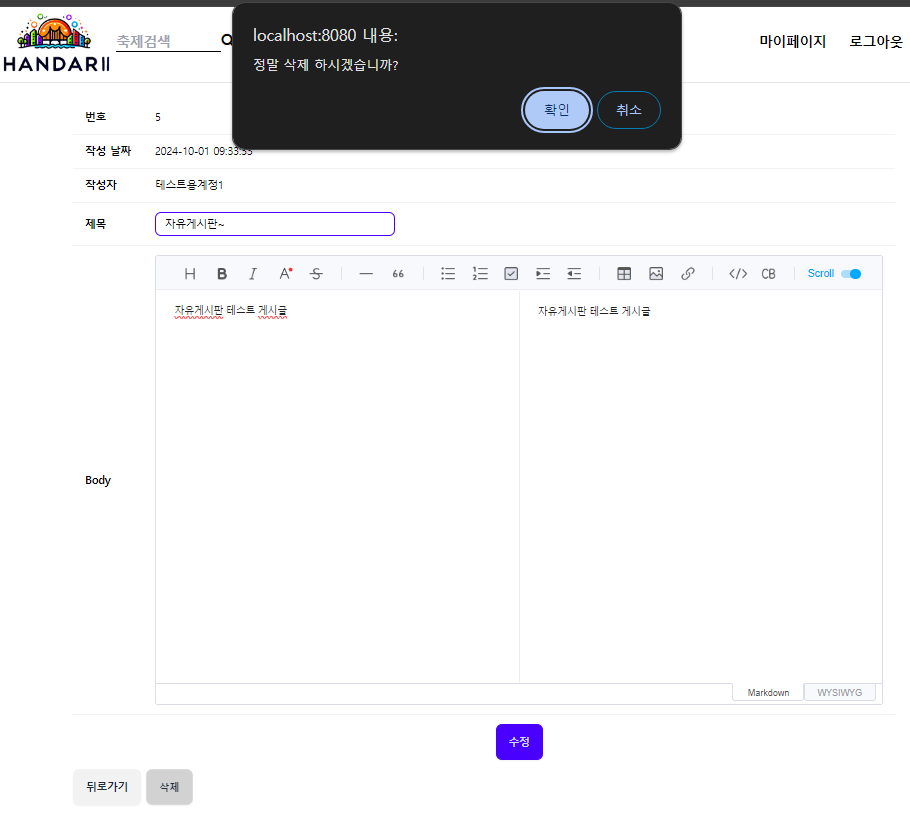 localhost:8080 내용:
정말 삭제 하시겠습니까?
확인 취소
HANDARII
축제검색
마이페이지 로그아웃
번호 5
작성 날짜 2024-10-01 09:33:33
작성자 테스트용계정1
제목 자유게시판~
H B I A S 66 CB Scroll
Body
자유게시판 테스트 게시글
자유게시판 테스트 게시글
Markdown WYSIWYG
수정
뒤로가기 삭제